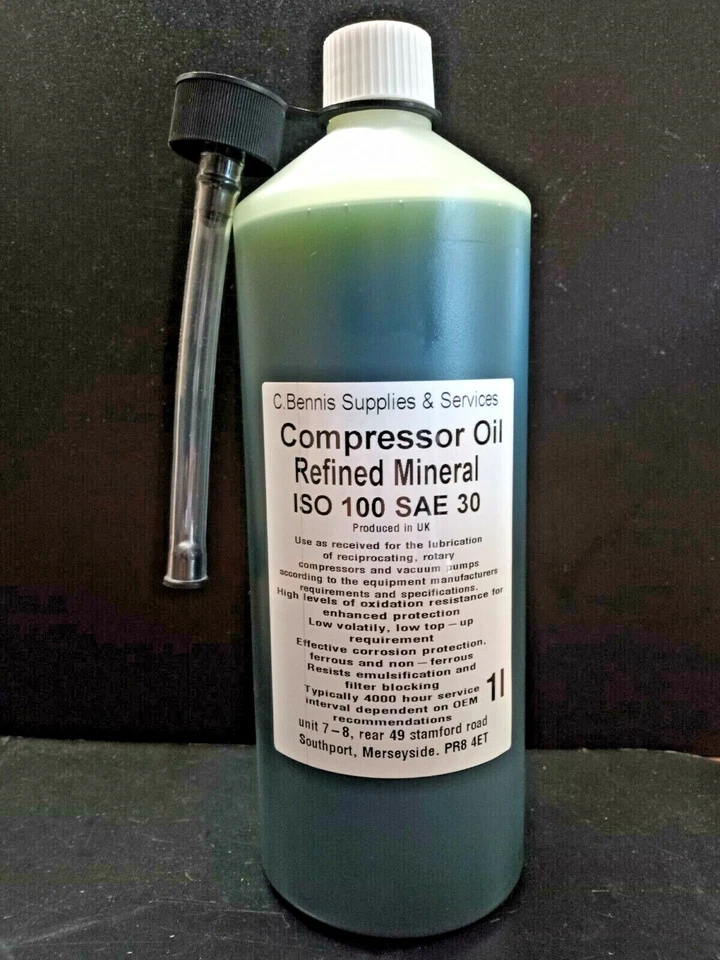 C.Bennis Supplies & Services
Compressor Oil
Refined Mineral
ISO 100 SAE 30
Produced in UK
Use as received for the lubrication
of reciprocating, rotary
compressors and vacuum pumps
according to the equipment manufacturers
requirements and specifications.
High levels of oxidation resistance for
enhanced protection
Low volatily, low top – up
requirement
Effective corrosion protection,
ferrous and non – ferrous
Resists emulsification and
filter blocking
Typically 4000 hour service
interval dependent on OEM
recommendations
1l
unit 7–8, rear 49 stamford road
Southport, Merseyside. PR8 4ET